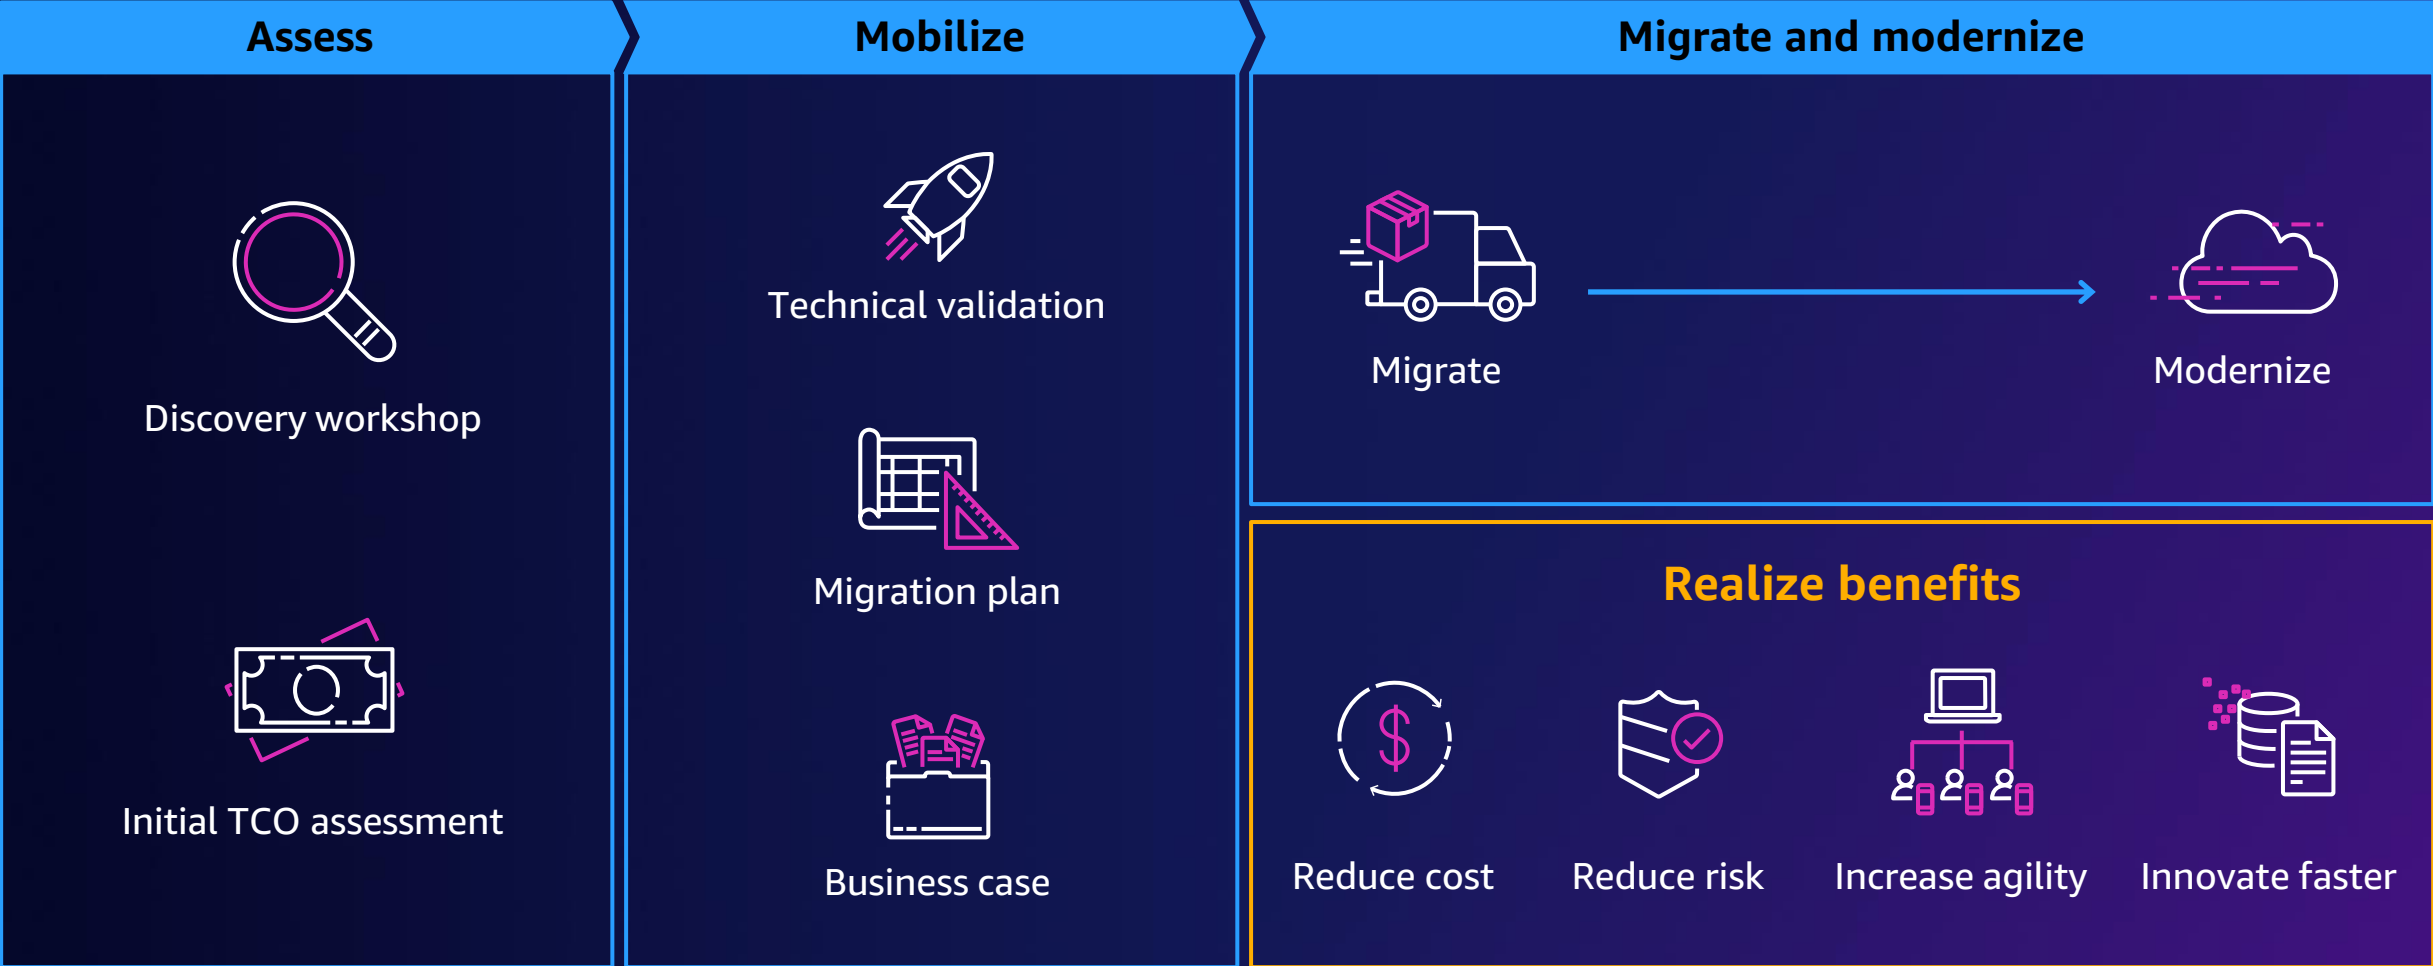 Assess
Mobilize
Migrate and modernize
Discovery workshop
Initial TCO assessment
Technical validation
Migration plan
Business case
Migrate
Modernize
Realize benefits
Reduce cost
Reduce risk
Increase agility
Innovate faster